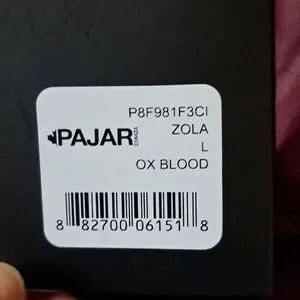 P8F981F3CI
PAJAR CANADA
ZOLA
L
OX BLOOD
8 82700 06151 8